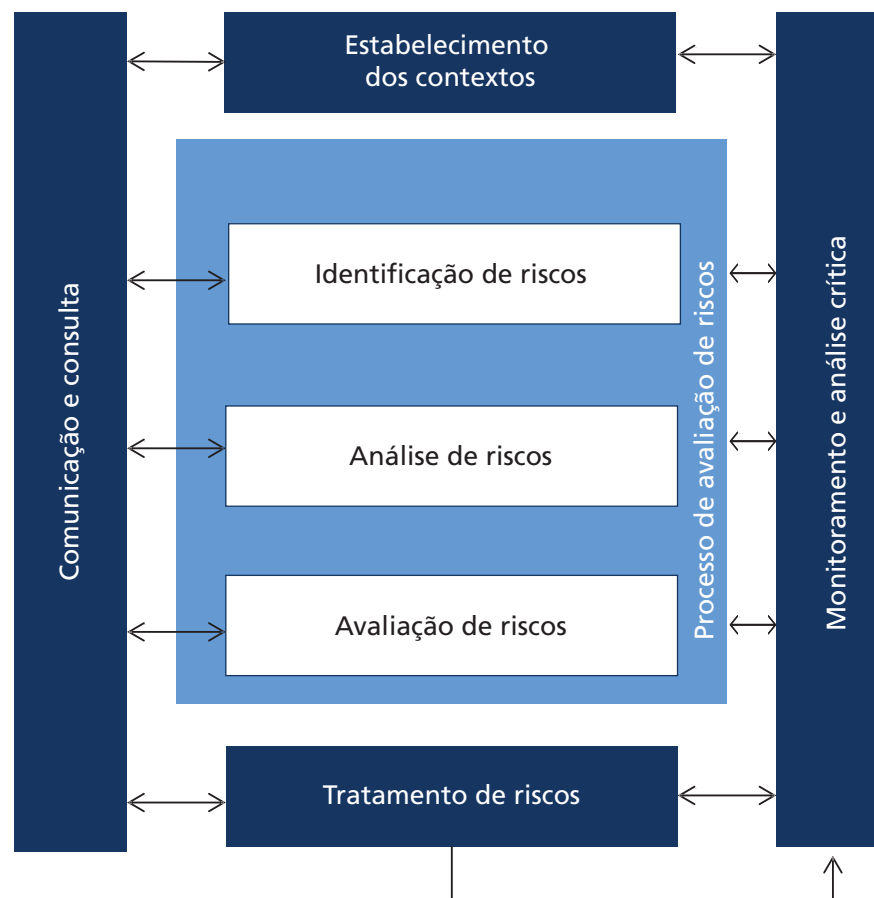 Estabelecimento
dos contextos
Comunicação e consulta
Identificação de riscos
Análise de riscos
Avaliação de riscos
Processo de avaliação de riscos
Monitoramento e análise crítica
Tratamento de riscos